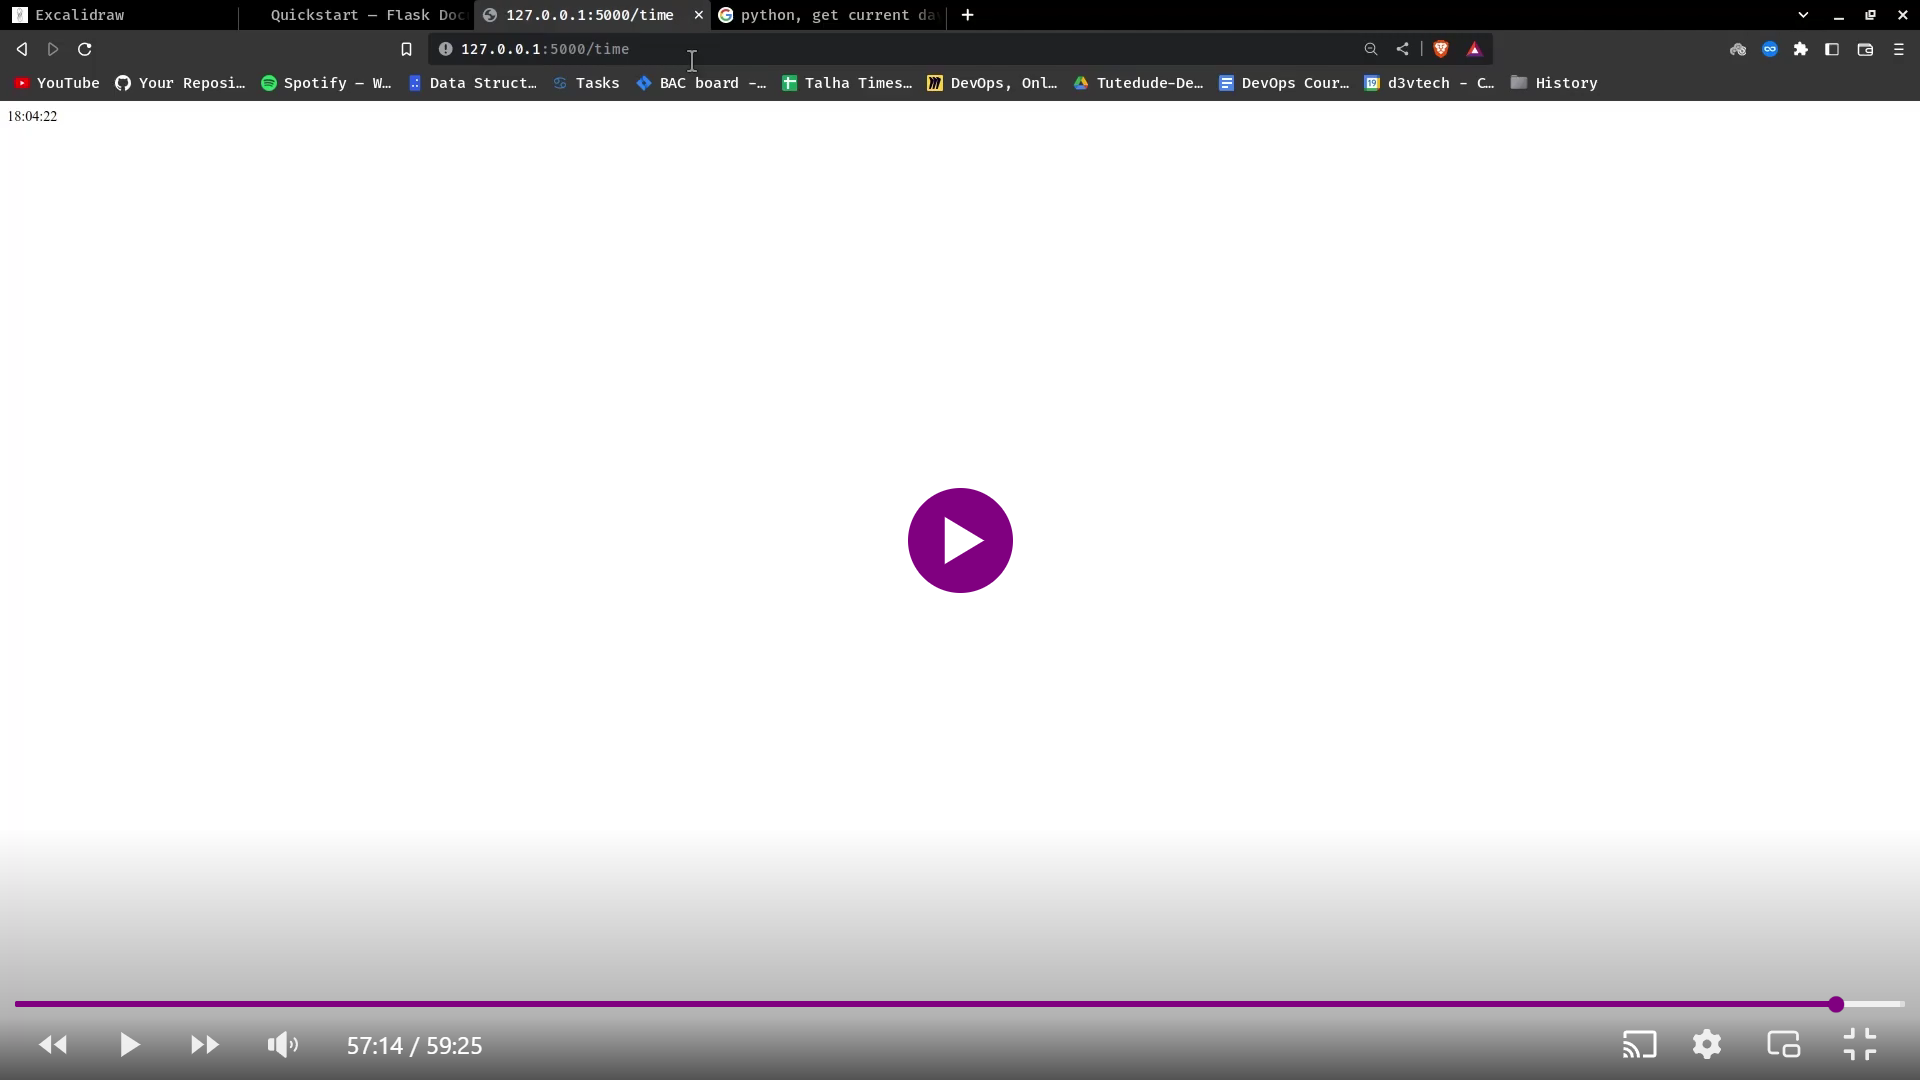 Excalidraw
Quickstart — Flask Doc
127.0.0.1:5000/time
python, get current da
127.0.0.1:5000/time
YouTube
Your Reposi…
Spotify – W…
Data Struct…
Tasks
BAC board -…
Talha Times…
DevOps, Onl…
Tutedude-De…
DevOps Cour…
d3vtech - C…
History
18:04:22
57:14 / 59:25